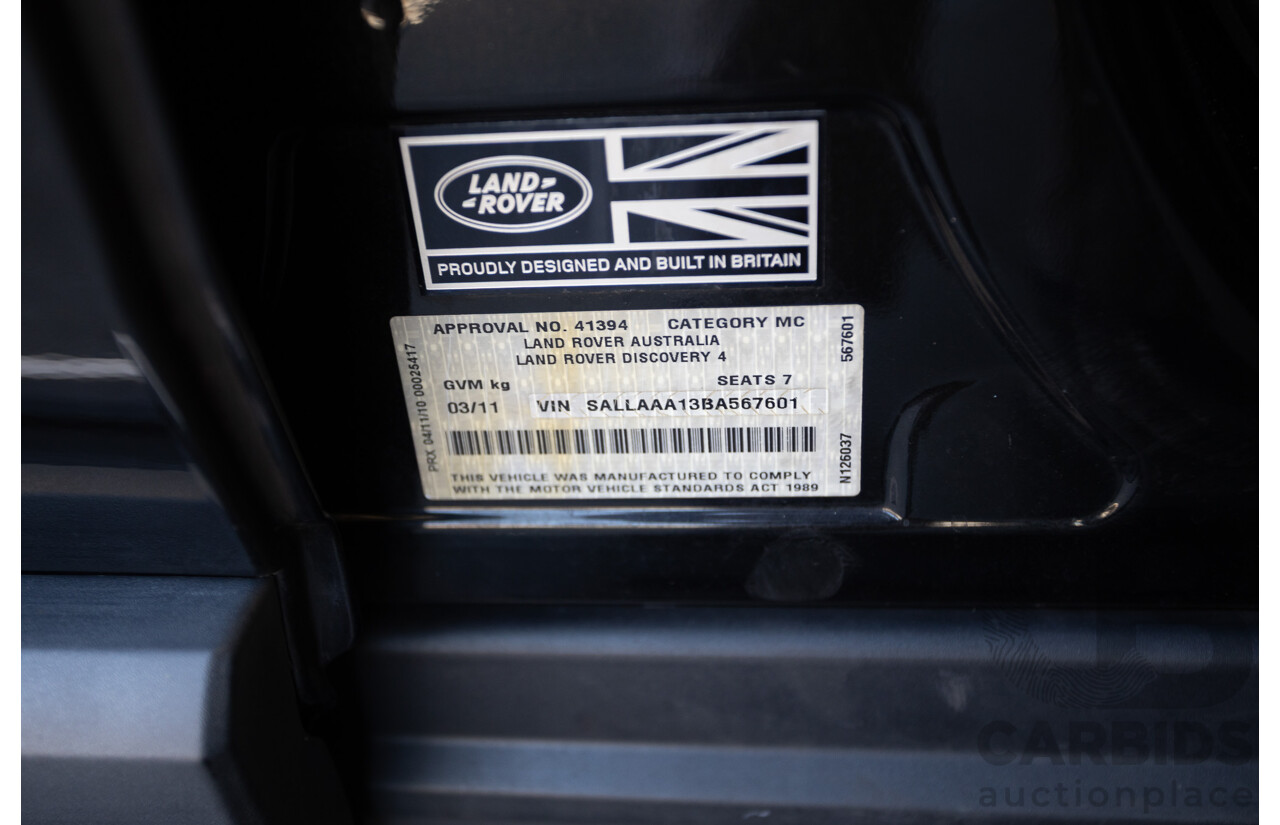 LAND
ROVER
PROUDLY DESIGNED AND BUILT IN BRITAIN
APPROVAL NO. 41394 CATEGORY MC
LAND ROVER AUSTRALIA
LAND ROVER DISCOVERY 4
GVM kg SEATS 7
03/11 VIN SALLAAA13BA567601
THIS VEHICLE WAS MANUFACTURED TO COMPLY
WITH THE MOTOR VEHICLE STANDARDS ACT 1989
PRX 04/11/10 00025417
567601
N126037
CARBIDS
auctionplace